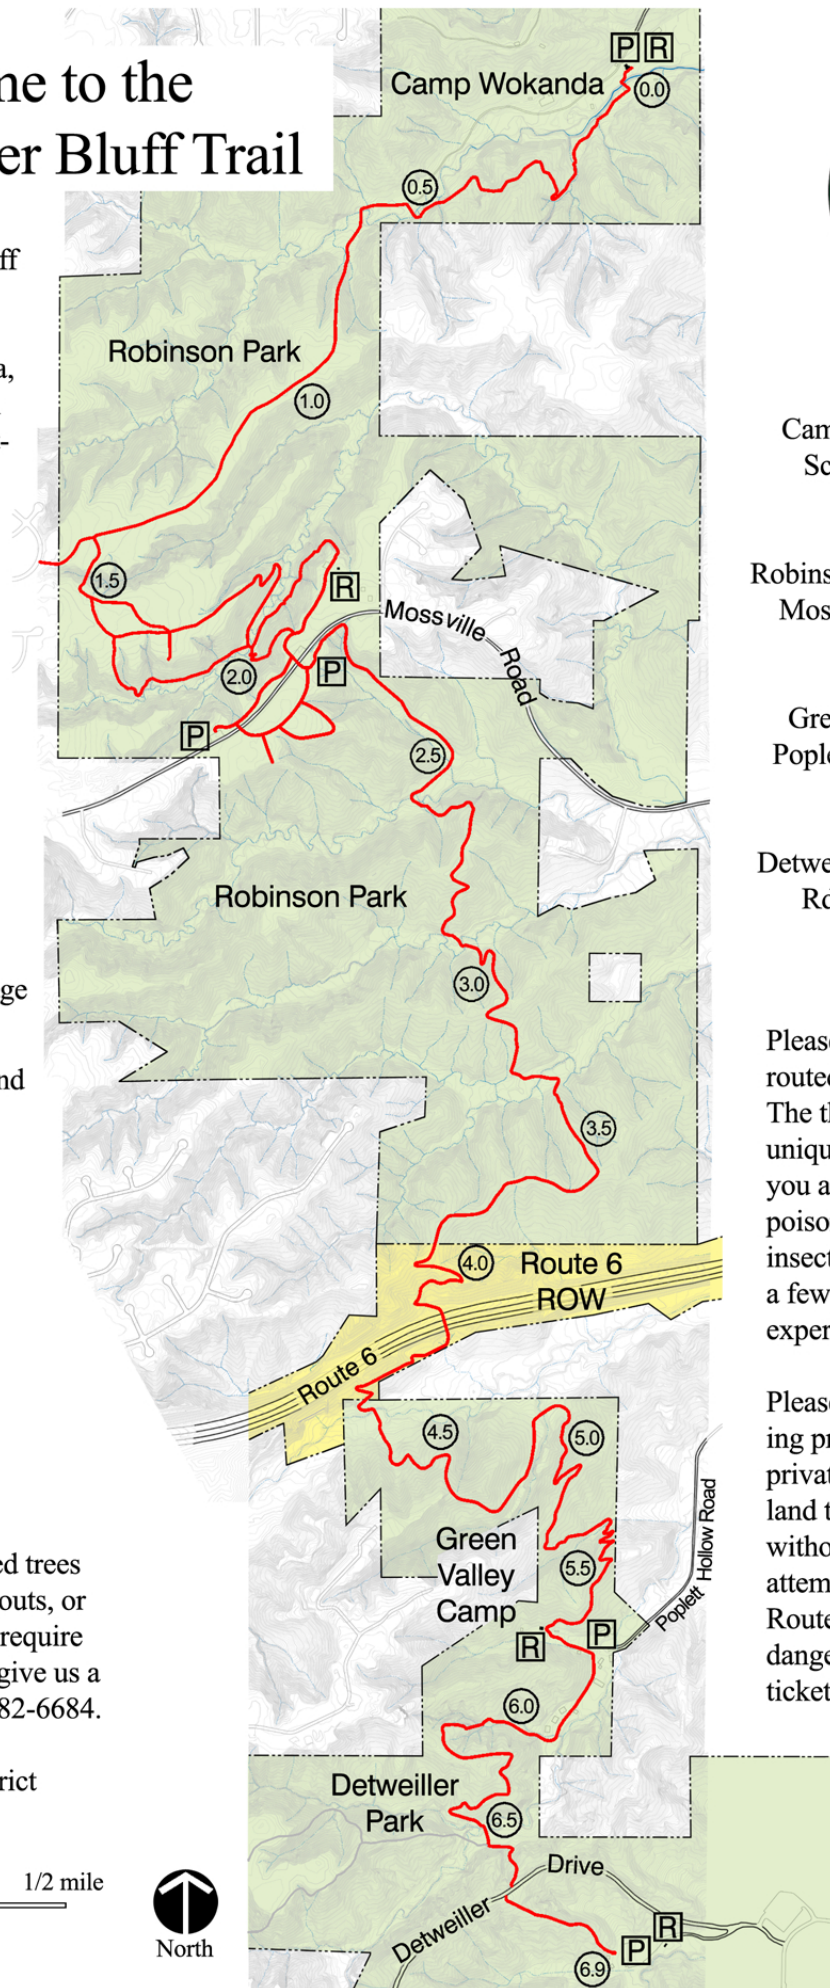 me to the
er Bluff Trail
ff
a,
-
ge
nd
ed trees
outs, or
require
give us a
82-6684.
rict
1/2 mile
North
P R
Camp Wokanda
0.0
0.5
Robinson Park
1.0
1.5
R
Mossville Road
2.0
P
P
2.5
Robinson Park
3.0
3.5
4.0
Route 6
ROW
Route 6
4.5
5.0
Green
Valley
Camp
5.5
Poplett Hollow Road
P
R
6.0
Detweiller
Park
6.5
Detweiller Drive
R
P
6.9
Cam
Sc
Robins
Mos
Gre
Pople
Detwe
Rd
Please
routed
The th
uniqu
you a
poiso
insect
a few
exper
Please
ing pr
privat
land t
witho
attem
Route
dange
ticket